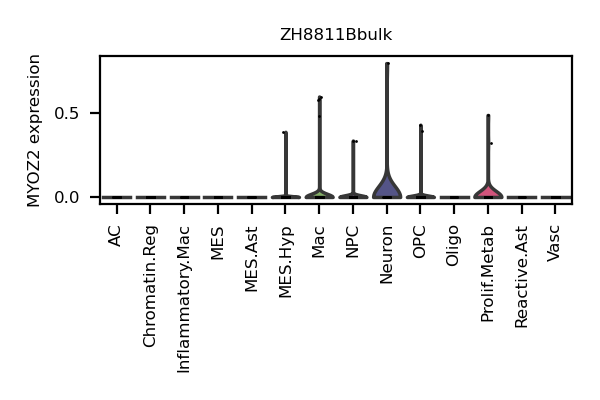 ZH8811Bbulk
MYOZ2 expression
0.5
0.0
AC
Chromatin.Reg
Inflammatory.Mac
MES
MES.Ast
MES.Hyp
Mac
NPC
Neuron
OPC
Oligo
Prolif.Metab
Reactive.Ast
Vasc